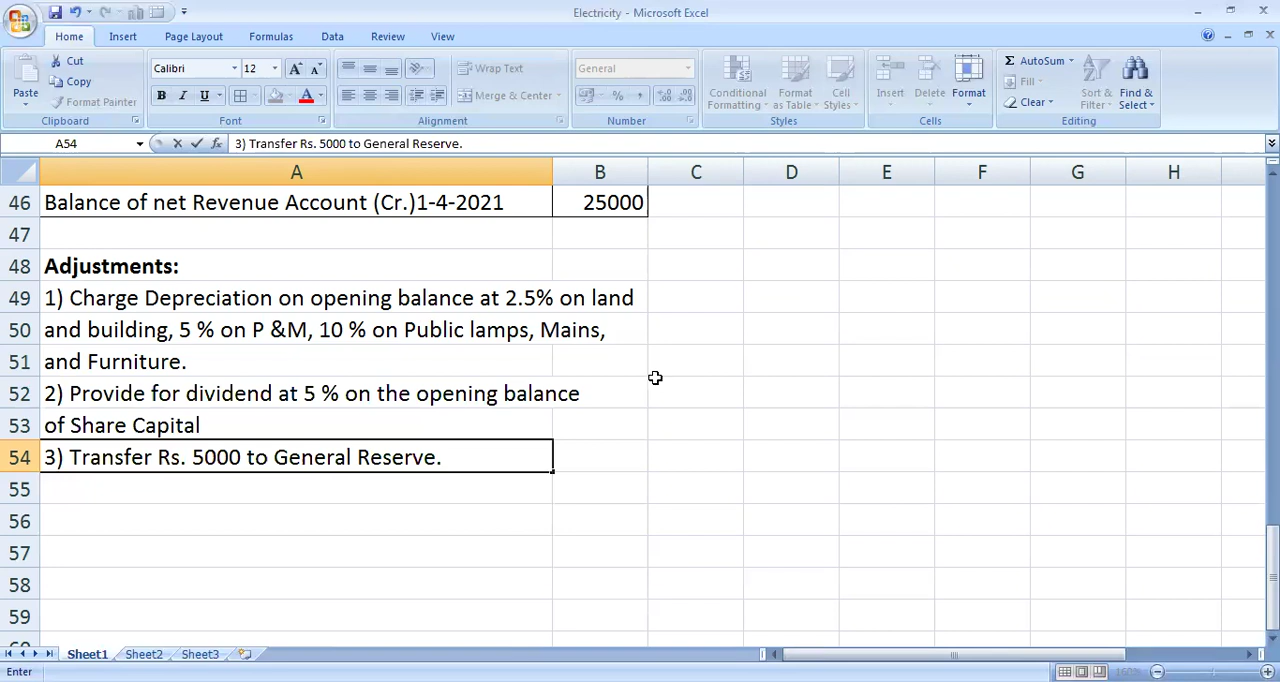 Electricity - Microsoft Excel
Home Insert Page Layout Formulas Data Review View
Paste Cut Copy Format Painter Clipboard
Calibri 12 B I U A A A Font
Wrap Text Merge & Center Alignment
General % , Number
Conditional Formatting Format as Table Cell Styles Styles
Insert Delete Format Cells
Σ AutoSum Fill Clear Sort & Filter Find & Select Editing
A54 fx 3) Transfer Rs. 5000 to General Reserve.
A B C D E F G H
46 Balance of net Revenue Account (Cr.)1-4-2021 25000
47
48 Adjustments:
49 1) Charge Depreciation on opening balance at 2.5% on land
50 and building, 5 % on P &M, 10 % on Public lamps, Mains,
51 and Furniture.
52 2) Provide for dividend at 5 % on the opening balance
53 of Share Capital
54 3) Transfer Rs. 5000 to General Reserve.
55
56
57
58
59
Sheet1 Sheet2 Sheet3
Enter